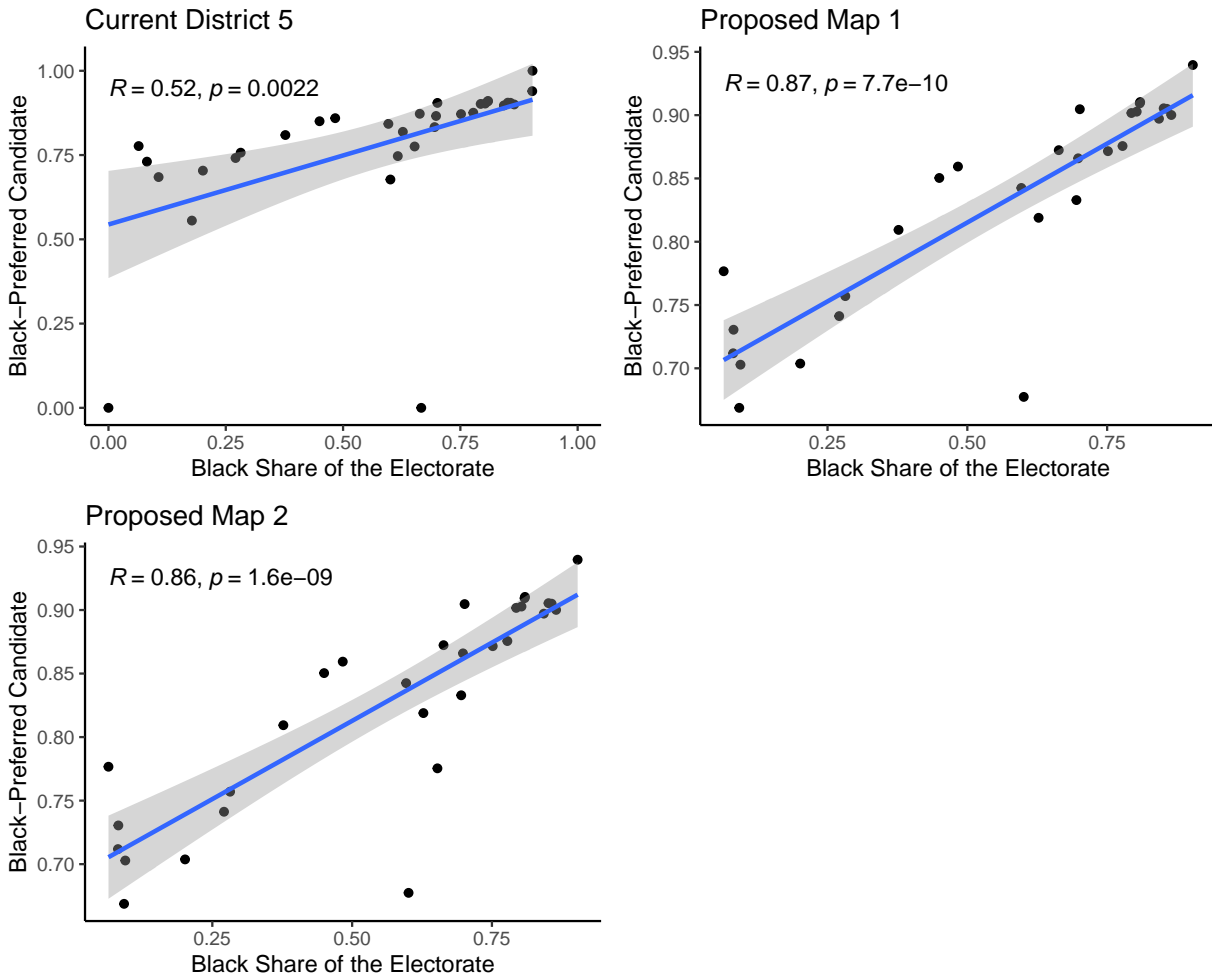 Current District 5
R = 0.52, p = 0.0022
1.00
0.75
0.50
0.25
0.00
Black−Preferred Candidate
0.00 0.25 0.50 0.75 1.00
Black Share of the Electorate
Proposed Map 1
R = 0.87, p = 7.7e−10
0.95
0.90
0.85
0.80
0.75
0.70
Black−Preferred Candidate
0.25 0.50 0.75
Black Share of the Electorate
Proposed Map 2
R = 0.86, p = 1.6e−09
0.95
0.90
0.85
0.80
0.75
0.70
Black−Preferred Candidate
0.25 0.50 0.75
Black Share of the Electorate